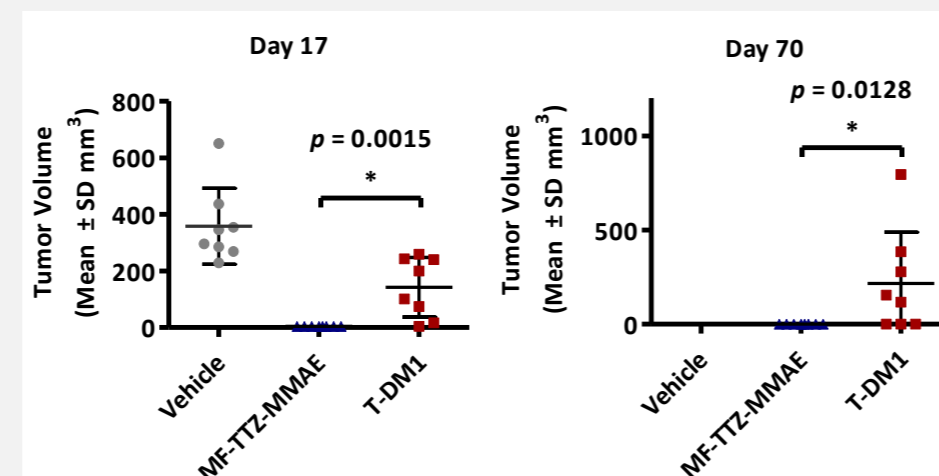 Day 17
Tumor Volume
(Mean ± SD mm³)
800
600
400
200
0
p = 0.0015
*
Vehicle
MF-TTZ-MMAE
T-DM1
Day 70
Tumor Volume
(Mean ± SD mm³)
1000
500
0
p = 0.0128
*
Vehicle
MF-TTZ-MMAE
T-DM1